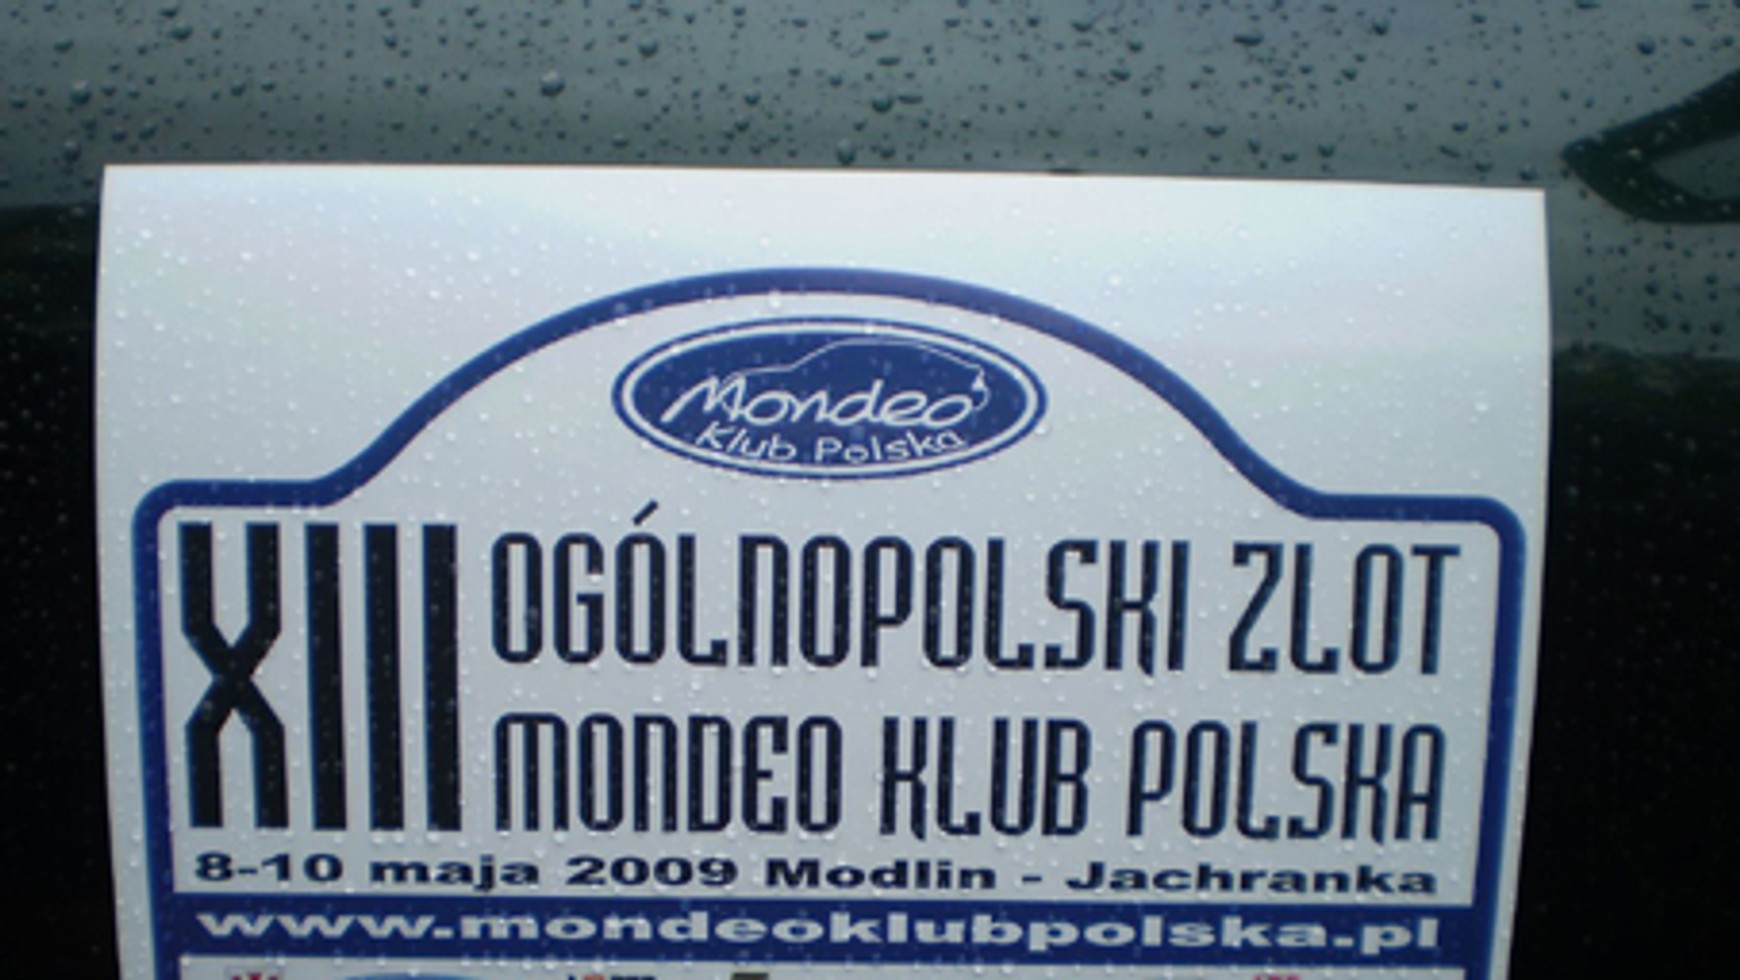 Mondeo
Klub Polska
XIII
OGÓLNOPOLSKI ZLOT
MONDEO KLUB POLSKA
8-10 maja 2009 Modlin - Jachranka
www.mondeoklubpolska.pl